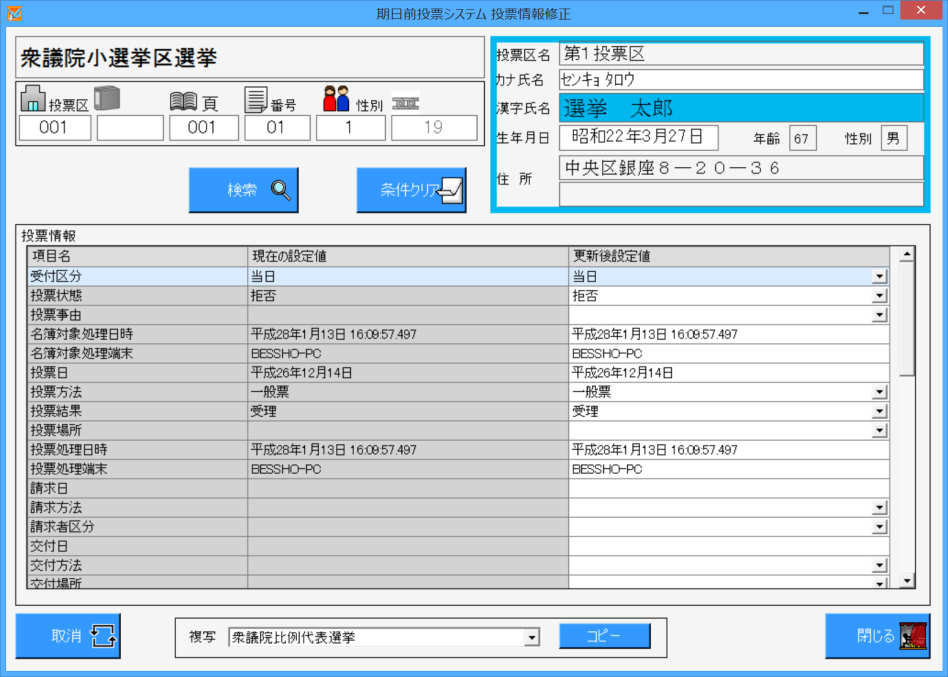 期日前投票システム 投票情報修正
衆議院小選挙区選挙
投票区 頁 番号 性別
001 001 01 1 19
検索 条件クリア
投票区名 第1投票区
カナ氏名 センキョ タロウ
漢字氏名 選挙 太郎
生年月日 昭和22年3月27日 年齢 67 性別 男
住所 中央区銀座8-20-36
投票情報
項目名 現在の設定値 更新後設定値
受付区分 当日 当日
投票状態 拒否 拒否
投票事由
名簿対象処理日時 平成28年1月13日 16:09:57.497 平成28年1月13日 16:09:57.497
名簿対象処理端末 BESSHO-PC BESSHO-PC
投票日 平成26年12月14日 平成26年12月14日
投票方法 一般票 一般票
投票結果 受理 受理
投票場所
投票処理日時 平成28年1月13日 16:09:57.497 平成28年1月13日 16:09:57.497
投票処理端末 BESSHO-PC BESSHO-PC
請求日
請求方法
請求者区分
交付日
交付方法
交付場所
取消 複写 衆議院比例代表選挙 コピー 閉じる